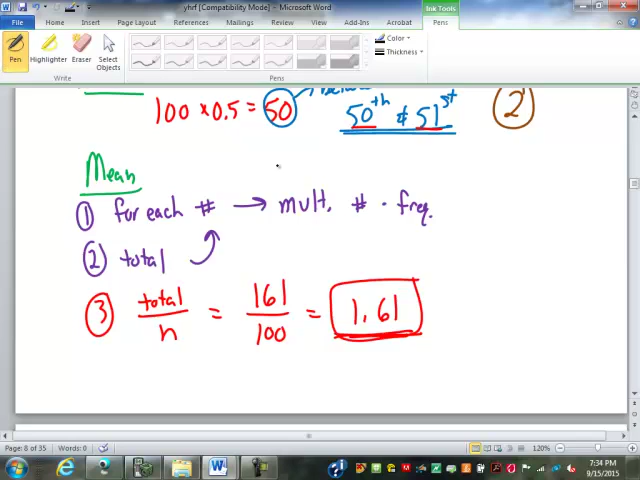 yhrf [Compatibility Mode] - Microsoft Word
Ink Tools
File Home Insert Page Layout References Mailings Review View Add-Ins Acrobat Pens
Pen Highlighter Eraser Select Objects
Color
Thickness
Write Pens
100 × 0.5 = 50 50th & 51st 2
Mean
① for each # → mult. # · freq.
② total
③ total / n = 161 / 100 = 1.61
Page: 8 of 35 Words: 0 120%
7:34 PM
9/15/2015